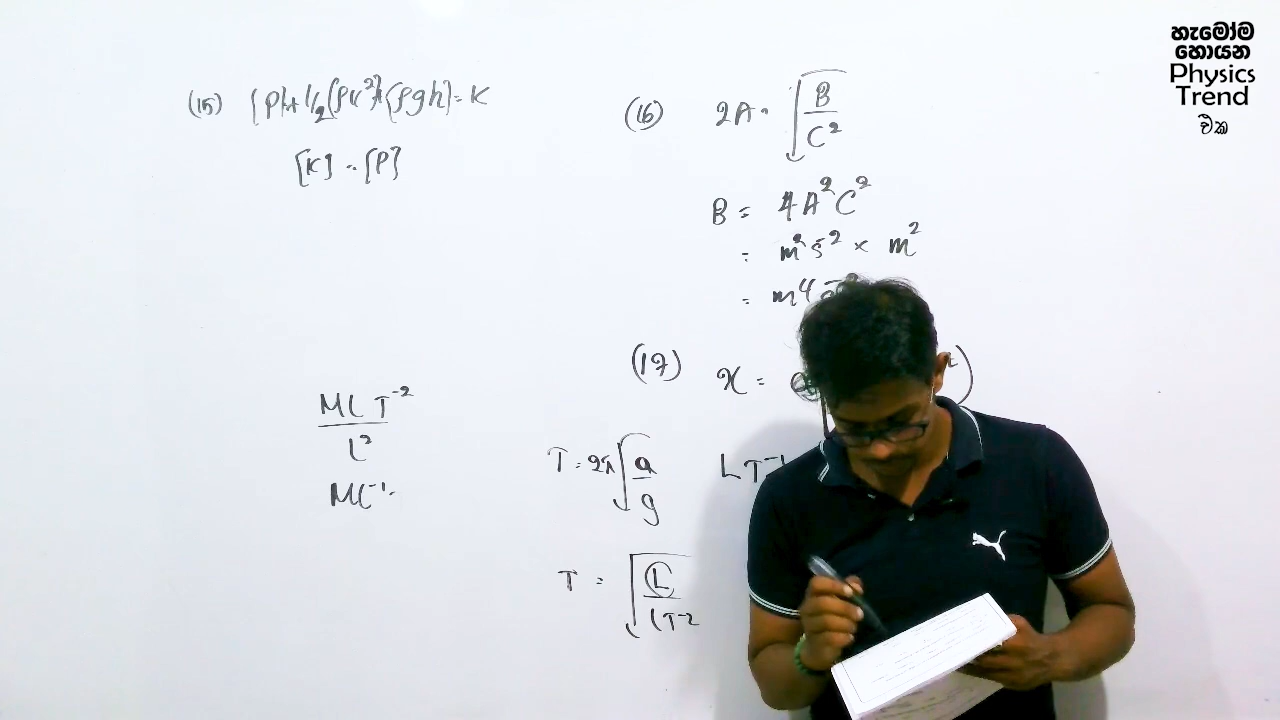 (15) [P]+ 1/2[ρv²]+[ρgh] = K
[K] = [P]
MLT⁻²
L²
ML⁻¹
(16) 2A = √B/C²
B = 4A²C²
= m²s⁻² × m²
= m⁴
(17) x =
T = 2π√a/g
LT⁻¹
T = √L/LT⁻²
හැමෝම
හොයන
Physics
Trend
එක
PUMA